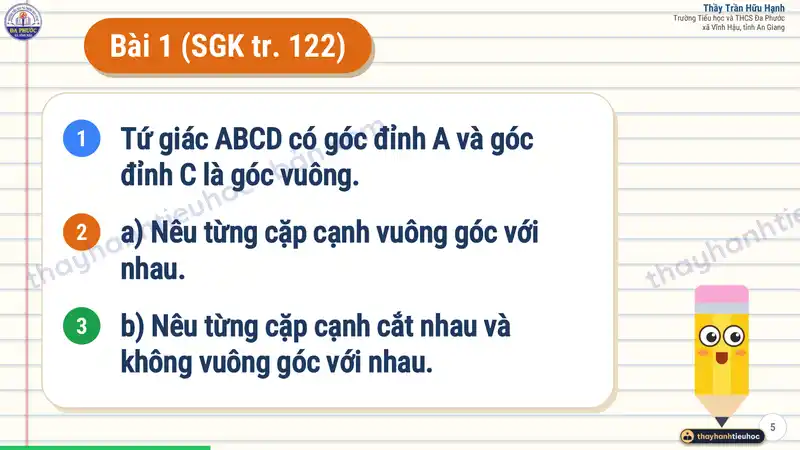 Thầy Trần Hữu Hạnh
Trường Tiểu học và THCS Đa Phước
xã Vĩnh Hậu, tỉnh An Giang
ĐA PHƯỚC
Bài 1 (SGK tr. 122)
1 Tứ giác ABCD có góc đỉnh A và góc
đỉnh C là góc vuông.
2 a) Nêu từng cặp cạnh vuông góc với
nhau.
3 b) Nêu từng cặp cạnh cắt nhau và
không vuông góc với nhau.
thayhanhtieuhoc
5